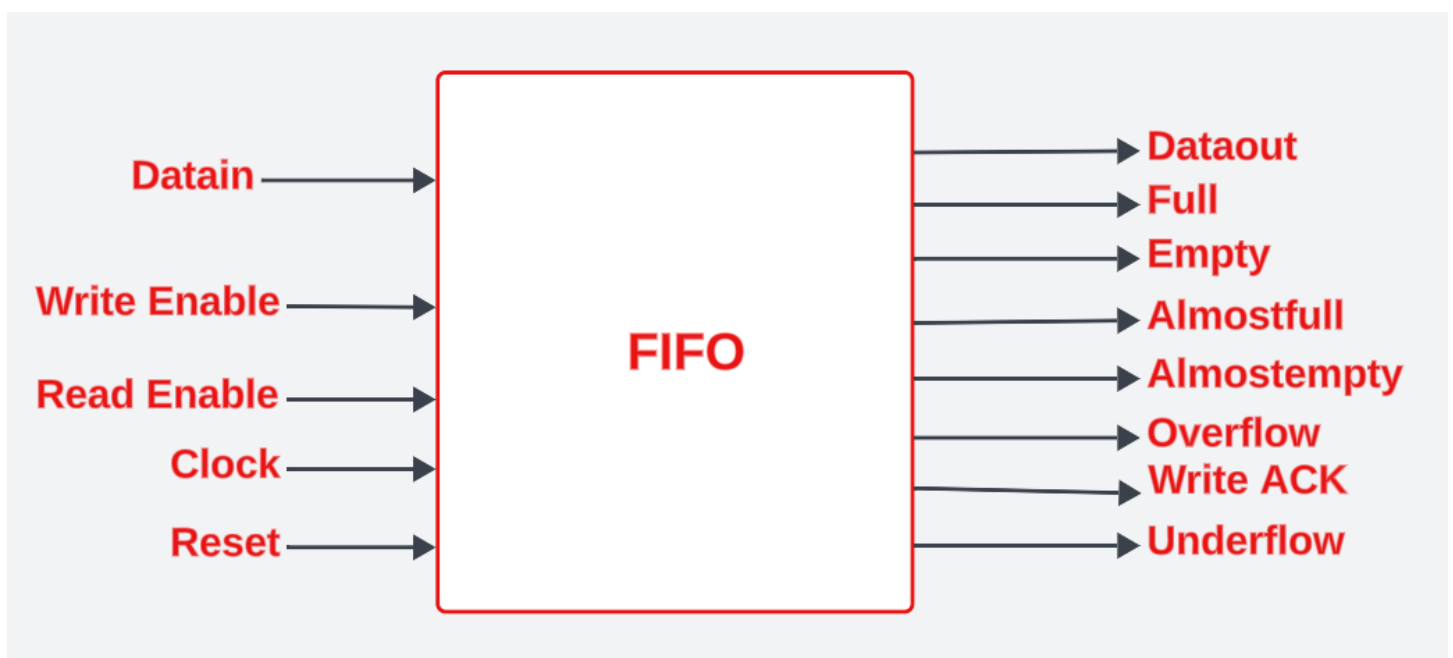 Datain
Write Enable
Read Enable
Clock
Reset
FIFO
Dataout
Full
Empty
Almostfull
Almostempty
Overflow
Write ACK
Underflow